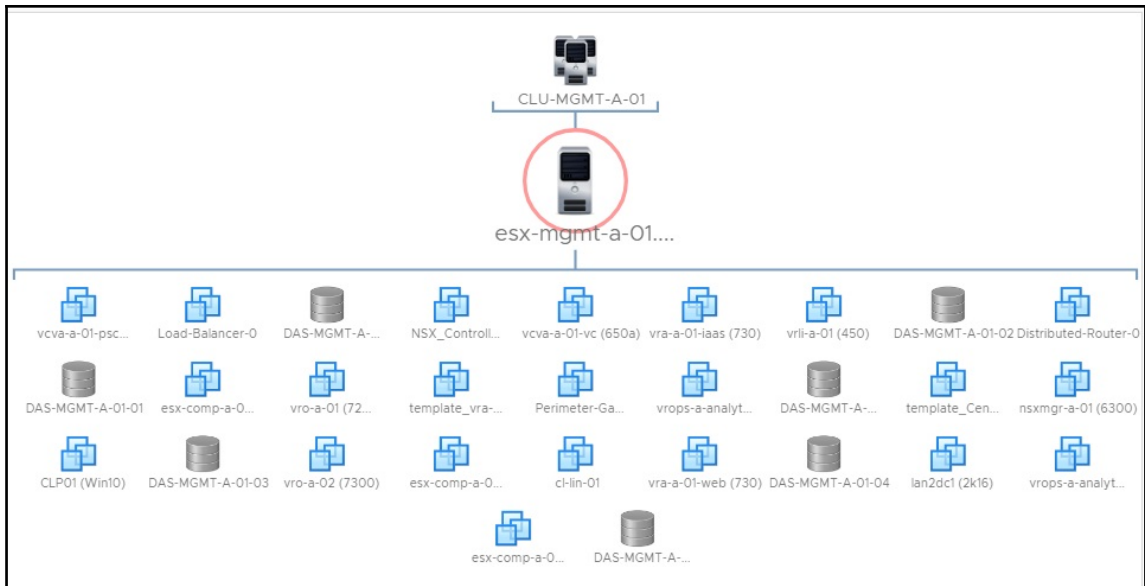 CLU-MGMT-A-01
esx-mgmt-a-01....
vcva-a-01-psc... Load-Balancer-0 DAS-MGMT-A-... NSX_Controll... vcva-a-01-vc (650a) vra-a-01-iaas (730) vrli-a-01 (450) DAS-MGMT-A-01-02 Distributed-Router-0
DAS-MGMT-A-01-01 esx-comp-a-0... vro-a-01 (72... template_vra-... Perimeter-Ga... vrops-a-analyt... DAS-MGMT-A-... template_Cen... nsxmgr-a-01 (6300)
CLP01 (Win10) DAS-MGMT-A-01-03 vro-a-02 (7300) esx-comp-a-0... cl-lin-01 vra-a-01-web (730) DAS-MGMT-A-01-04 lan2dc1 (2k16) vrops-a-analyt...
esx-comp-a-0... DAS-MGMT-A-...